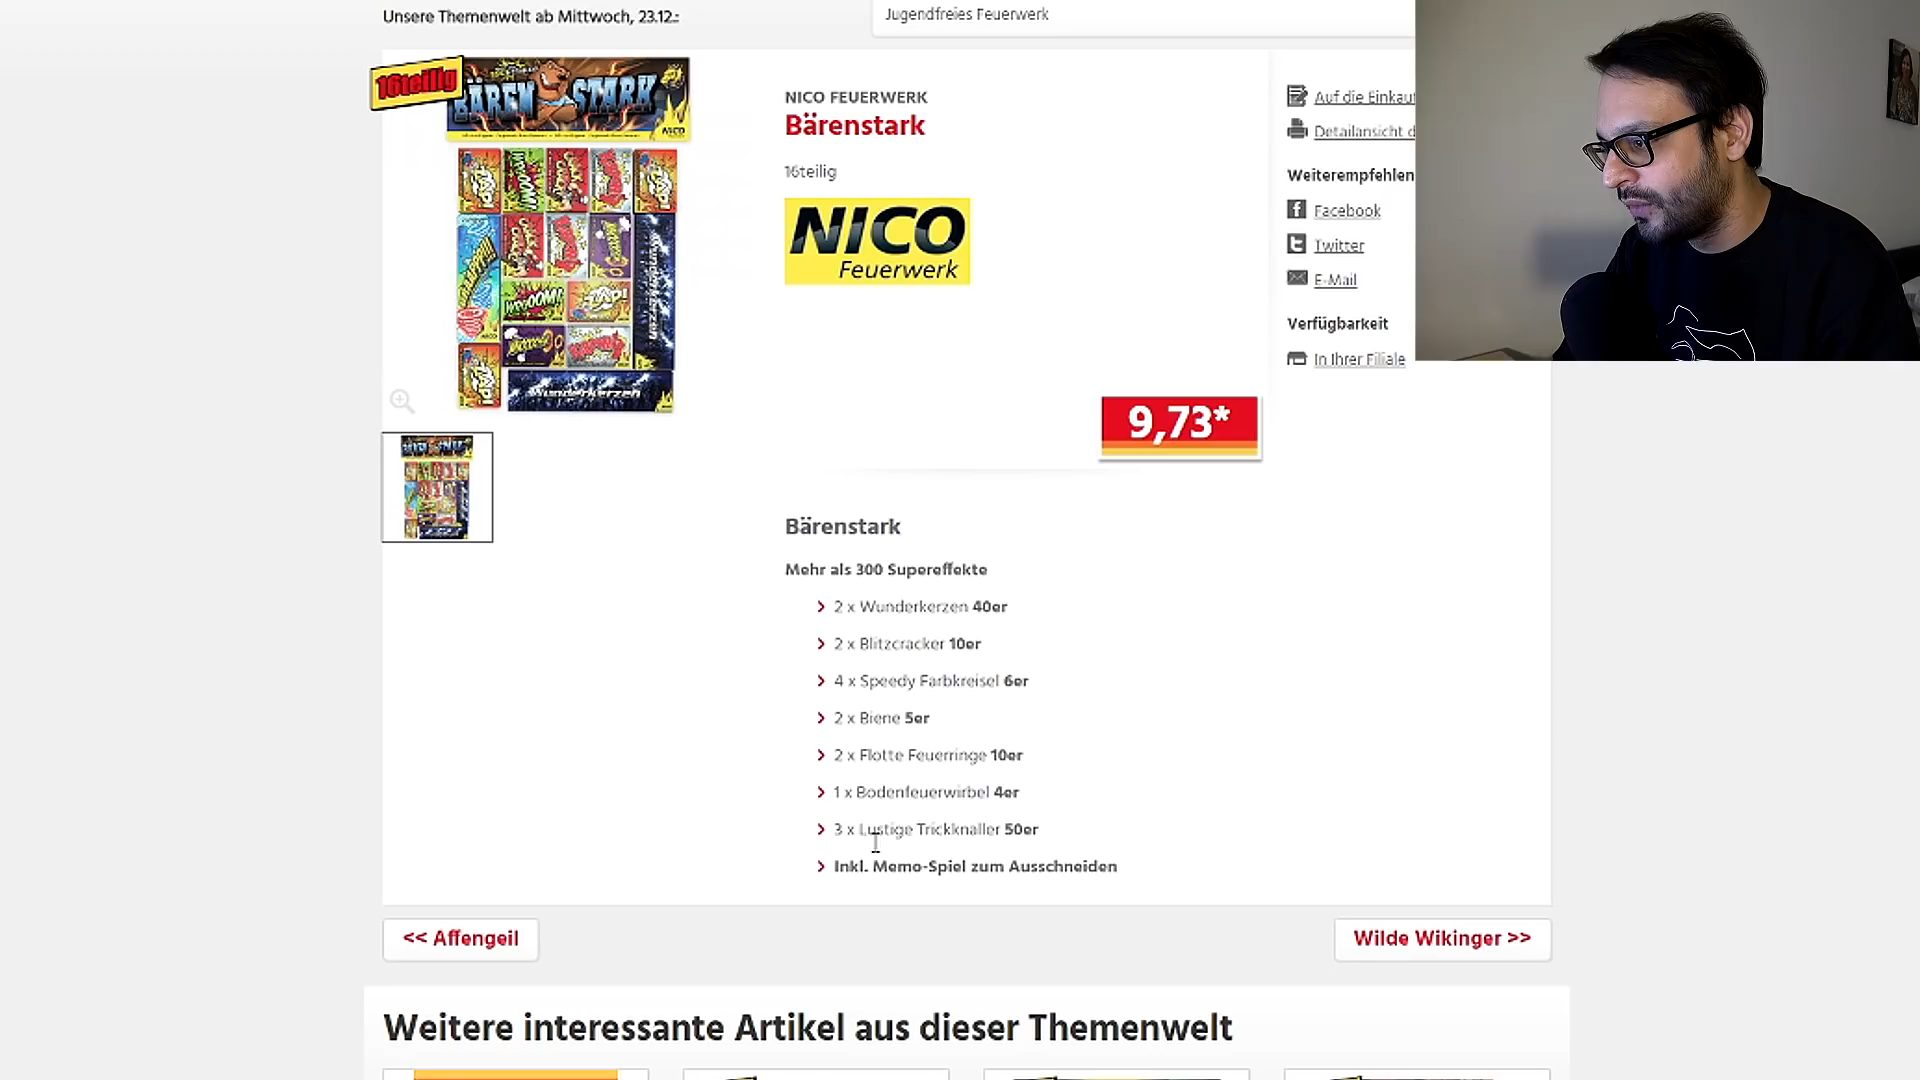 Unsere Themenwelt ab Mittwoch, 23.12.:
Jugendfreies Feuerwerk
16teilig
BÄREN STARK
NICO
NICO FEUERWERK
Bärenstark
16teilig
NICO
Feuerwerk
9,73*
Auf die Einkau
Detailansicht d
Weiterempfehlen
Facebook
Twitter
E-Mail
Verfügbarkeit
In Ihrer Filiale
Wunderkerzen
Wunderkerzen
Bärenstark
Mehr als 300 Supereffekte
2 x Wunderkerzen 40er
2 x Blitzcracker 10er
4 x Speedy Farbkreisel 6er
2 x Biene 5er
2 x Flotte Feuerringe 10er
1 x Bodenfeuerwirbel 4er
3 x Lustige Trickknaller 50er
Inkl. Memo-Spiel zum Ausschneiden
<< Affengeil
Wilde Wikinger >>
Weitere interessante Artikel aus dieser Themenwelt